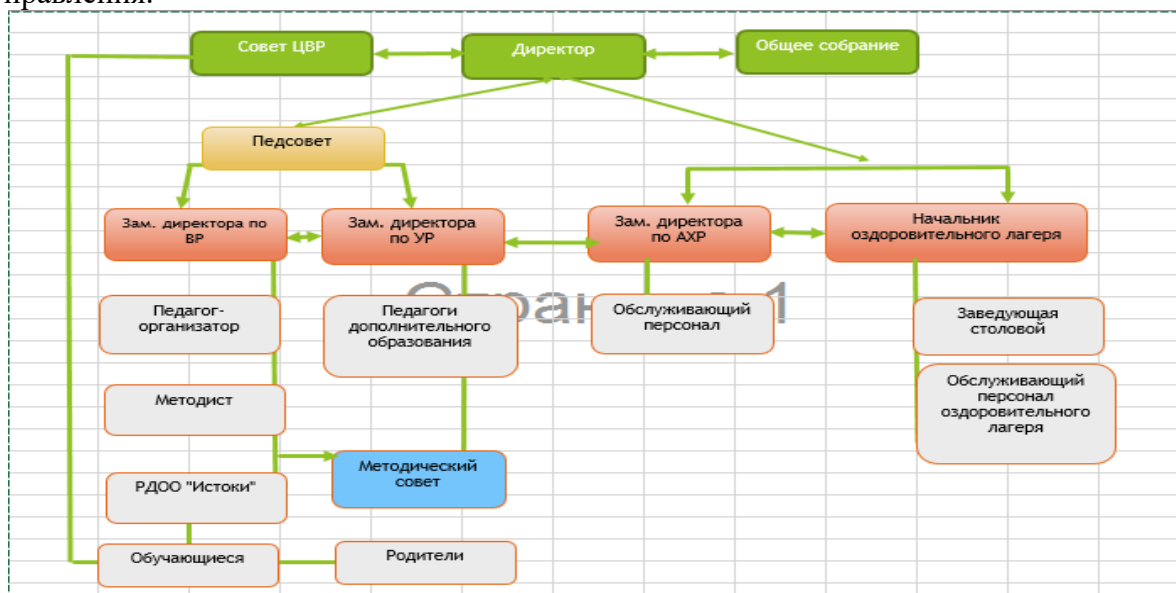 правления.
Совет ЦВР
Директор
Общее собрание
Педсовет
Зам. директора по
ВР
Зам. директора
по УР
Зам. директора
по АХР
Начальник
оздоровительного лагеря
Педагог-
организатор
Педагоги
дополнительного
образования
Обслуживающий
персонал
Заведующая
столовой
Методист
Обслуживающий
персонал
оздоровительного
лагеря
Методический
совет
РДОО "Истоки"
Обучающиеся
Родители